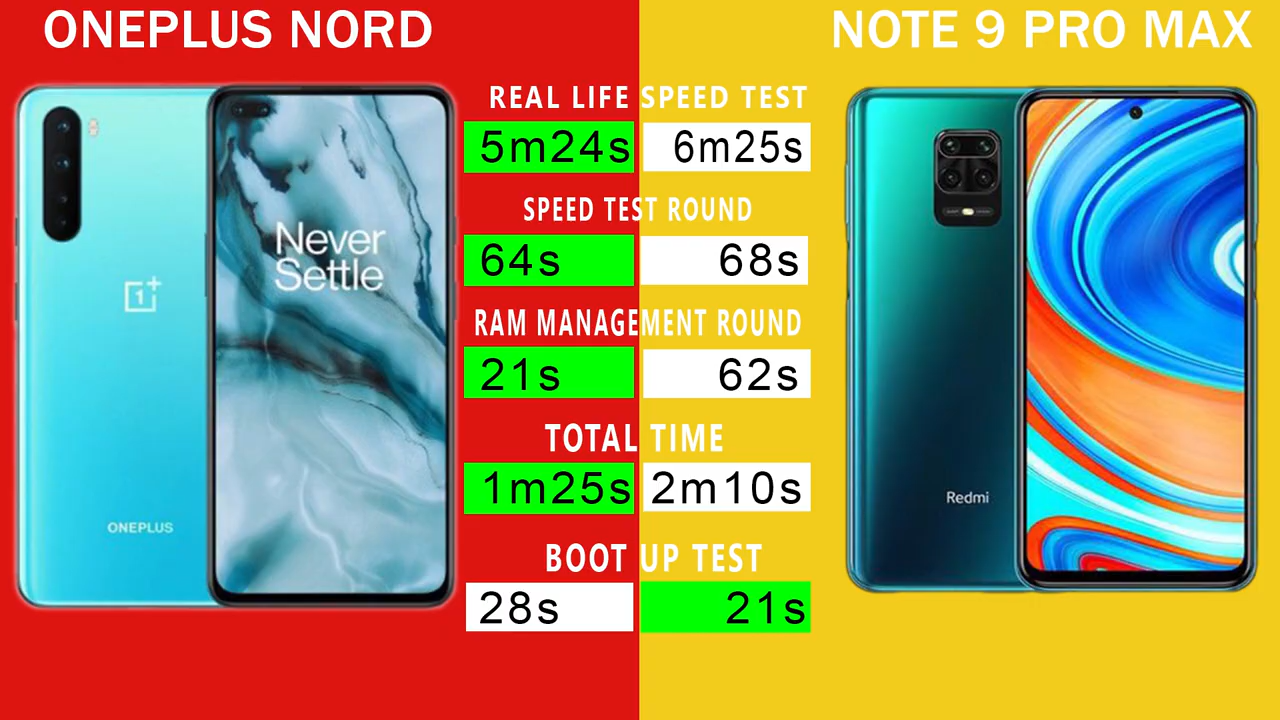 ONEPLUS NORD
NOTE 9 PRO MAX
REAL LIFE SPEED TEST
5m24s 6m25s
SPEED TEST ROUND
64s 68s
RAM MANAGEMENT ROUND
21s 62s
TOTAL TIME
1m25s 2m10s
BOOT UP TEST
28s 21s
Never
Settle
1+
ONEPLUS
Redmi